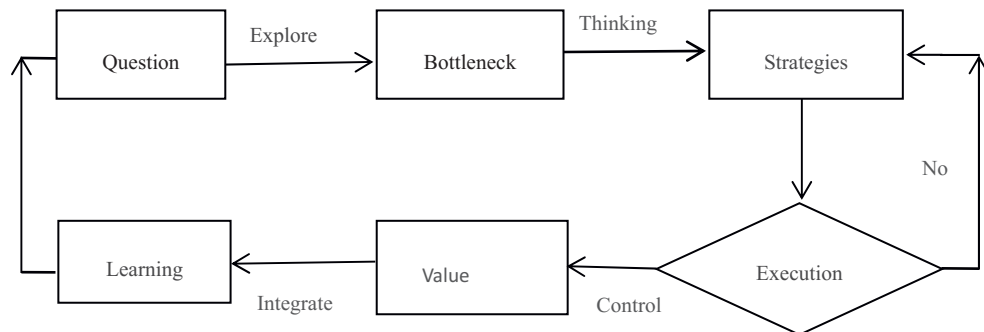 Thinking
Explore
Question
Bottleneck
Strategies
No
Learning
Value
Execution
Integrate
Control